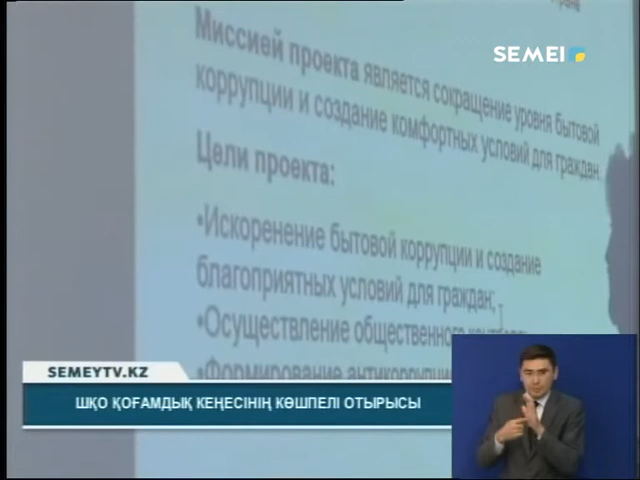 SEMEI
Миссией проекта является сокращение уровня бытовой
коррупции и создание комфортных условий для граждан
Цели проекта:
•Искоренение бытовой коррупции и создание
благоприятных условий для граждан;
•Осуществление общественного
•Формирование
SEMEYTV.KZ
ШҚО ҚОҒАМДЫҚ КЕҢЕСІНІҢ КӨШПЕЛІ ОТЫРЫСЫ